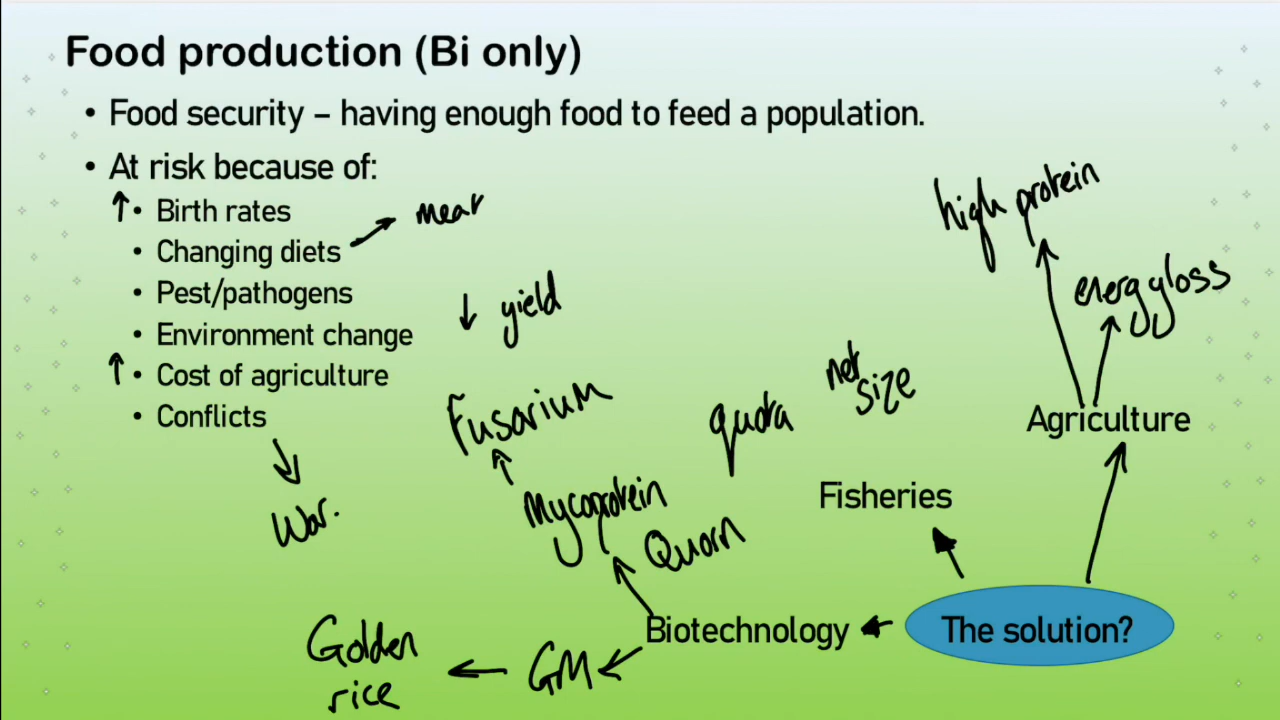 Food production (Bi only)
• Food security – having enough food to feed a population.
• At risk because of:
↑• Birth rates
• Changing diets → meat
• Pest/pathogens
• Environment change
↓ yield
↑• Cost of agriculture
• Conflicts
War.
high protein
energy loss
Agriculture
net
size
quota
Fisheries
Fusarium
Mycoprotein
Quorn
Biotechnology
The solution?
GM
Golden
rice